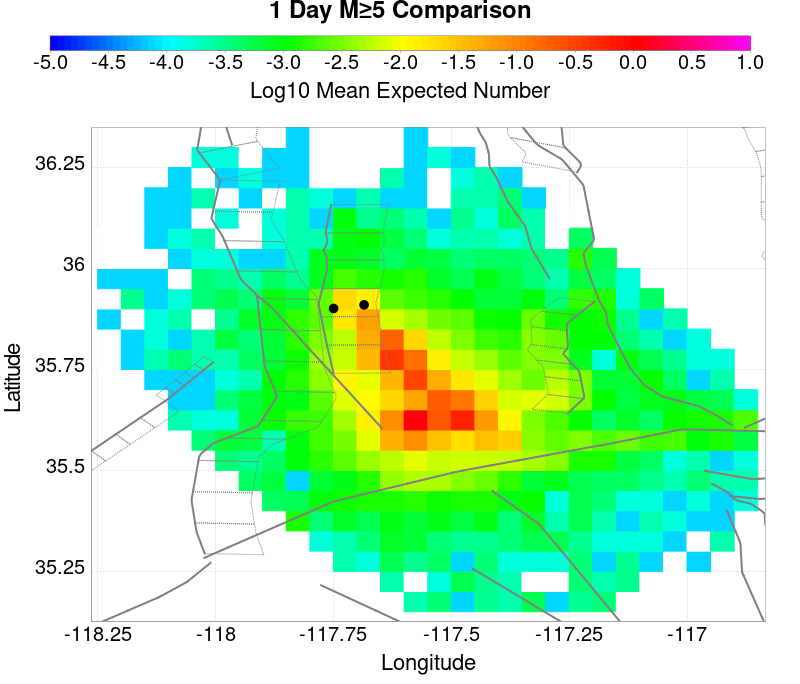 1 Day M≥5 Comparison
-5.0 -4.5 -4.0 -3.5 -3.0 -2.5 -2.0 -1.5 -1.0 -0.5 0.0 0.5 1.0
Log10 Mean Expected Number
36.25
36
35.75
35.5
35.25
Latitude
-118.25 -118 -117.75 -117.5 -117.25 -117
Longitude